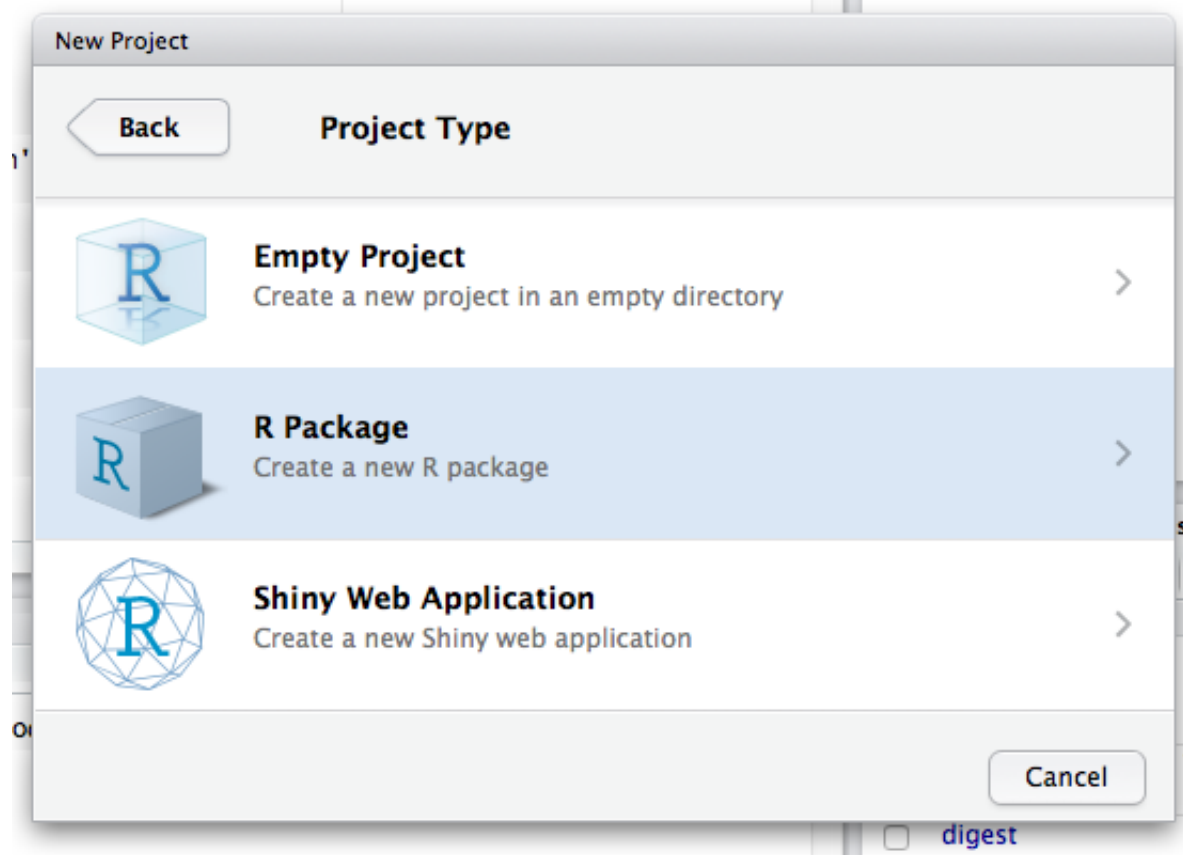 New Project
Back
Project Type
R
Empty Project
Create a new project in an empty directory
R
R Package
Create a new R package
R
Shiny Web Application
Create a new Shiny web application
Cancel
digest